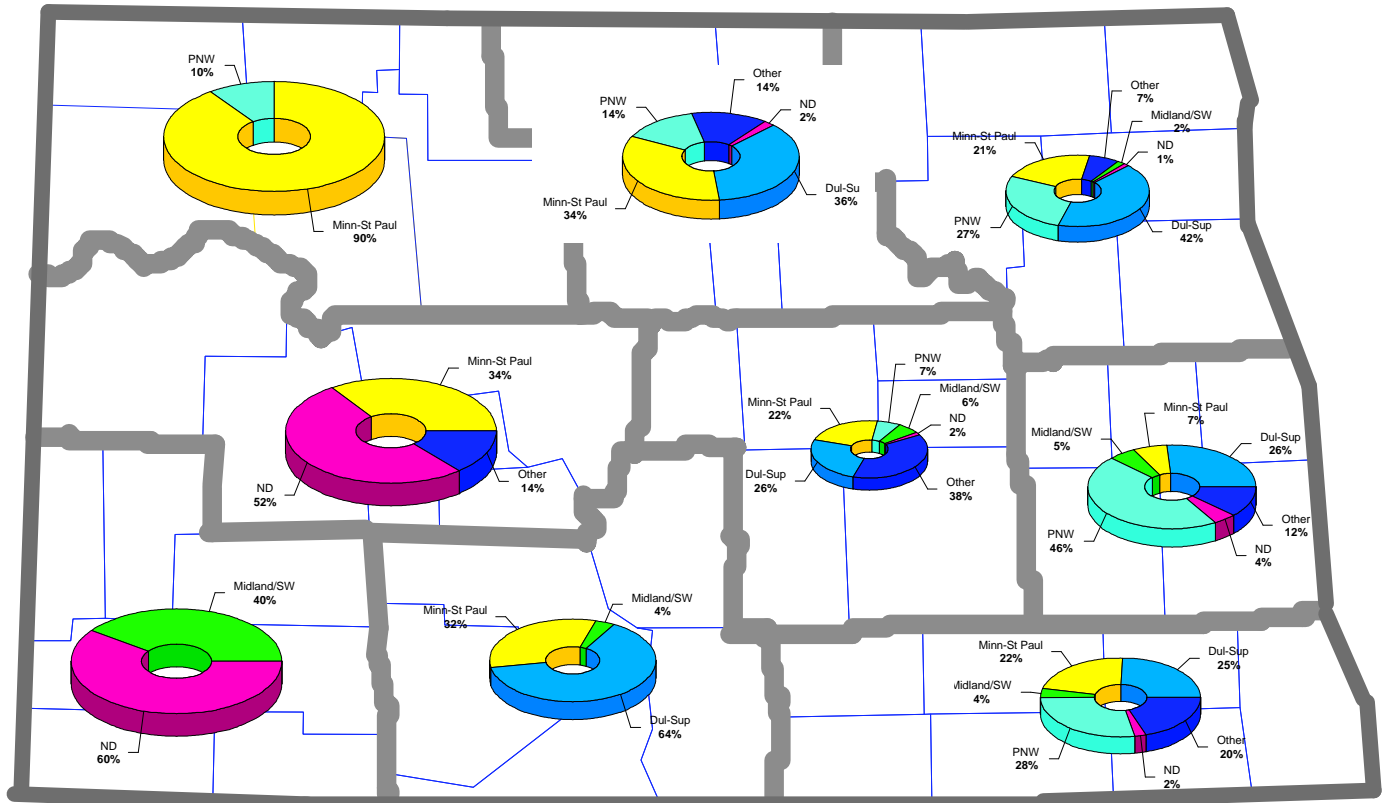 PNW
10%
Minn-St Paul
90%
Other
14%
PNW
14%
ND
2%
Minn-St Paul
34%
Dul-Su
36%
Other
7%
Midland/SW
2%
Minn-St Paul
21%
ND
1%
PNW
27%
Dul-Sup
42%
Minn-St Paul
34%
ND
52%
Other
14%
PNW
7%
Midland/SW
6%
Minn-St Paul
22%
ND
2%
Dul-Sup
26%
Other
38%
Minn-St Paul
7%
Midland/SW
5%
Dul-Sup
26%
PNW
46%
Other
12%
ND
4%
Midland/SW
40%
ND
60%
Midland/SW
4%
Minn-St Paul
32%
Dul-Sup
64%
Minn-St Paul
22%
Dul-Sup
25%
Midland/SW
4%
PNW
28%
Other
20%
ND
2%